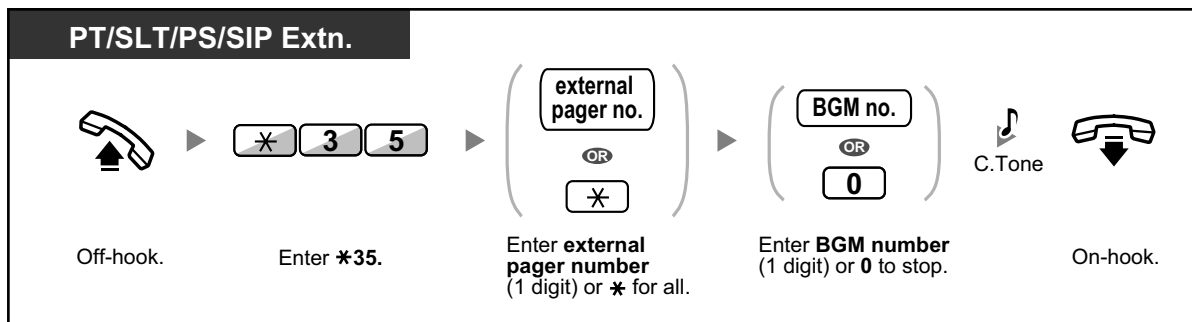 PT/SLT/PS/SIP Extn.
external
pager no.
OR
*
* 3 5
BGM no.
OR
0
C.Tone
Off-hook.
Enter *35.
Enter external
pager number
(1 digit) or * for all.
Enter BGM number
(1 digit) or 0 to stop.
On-hook.